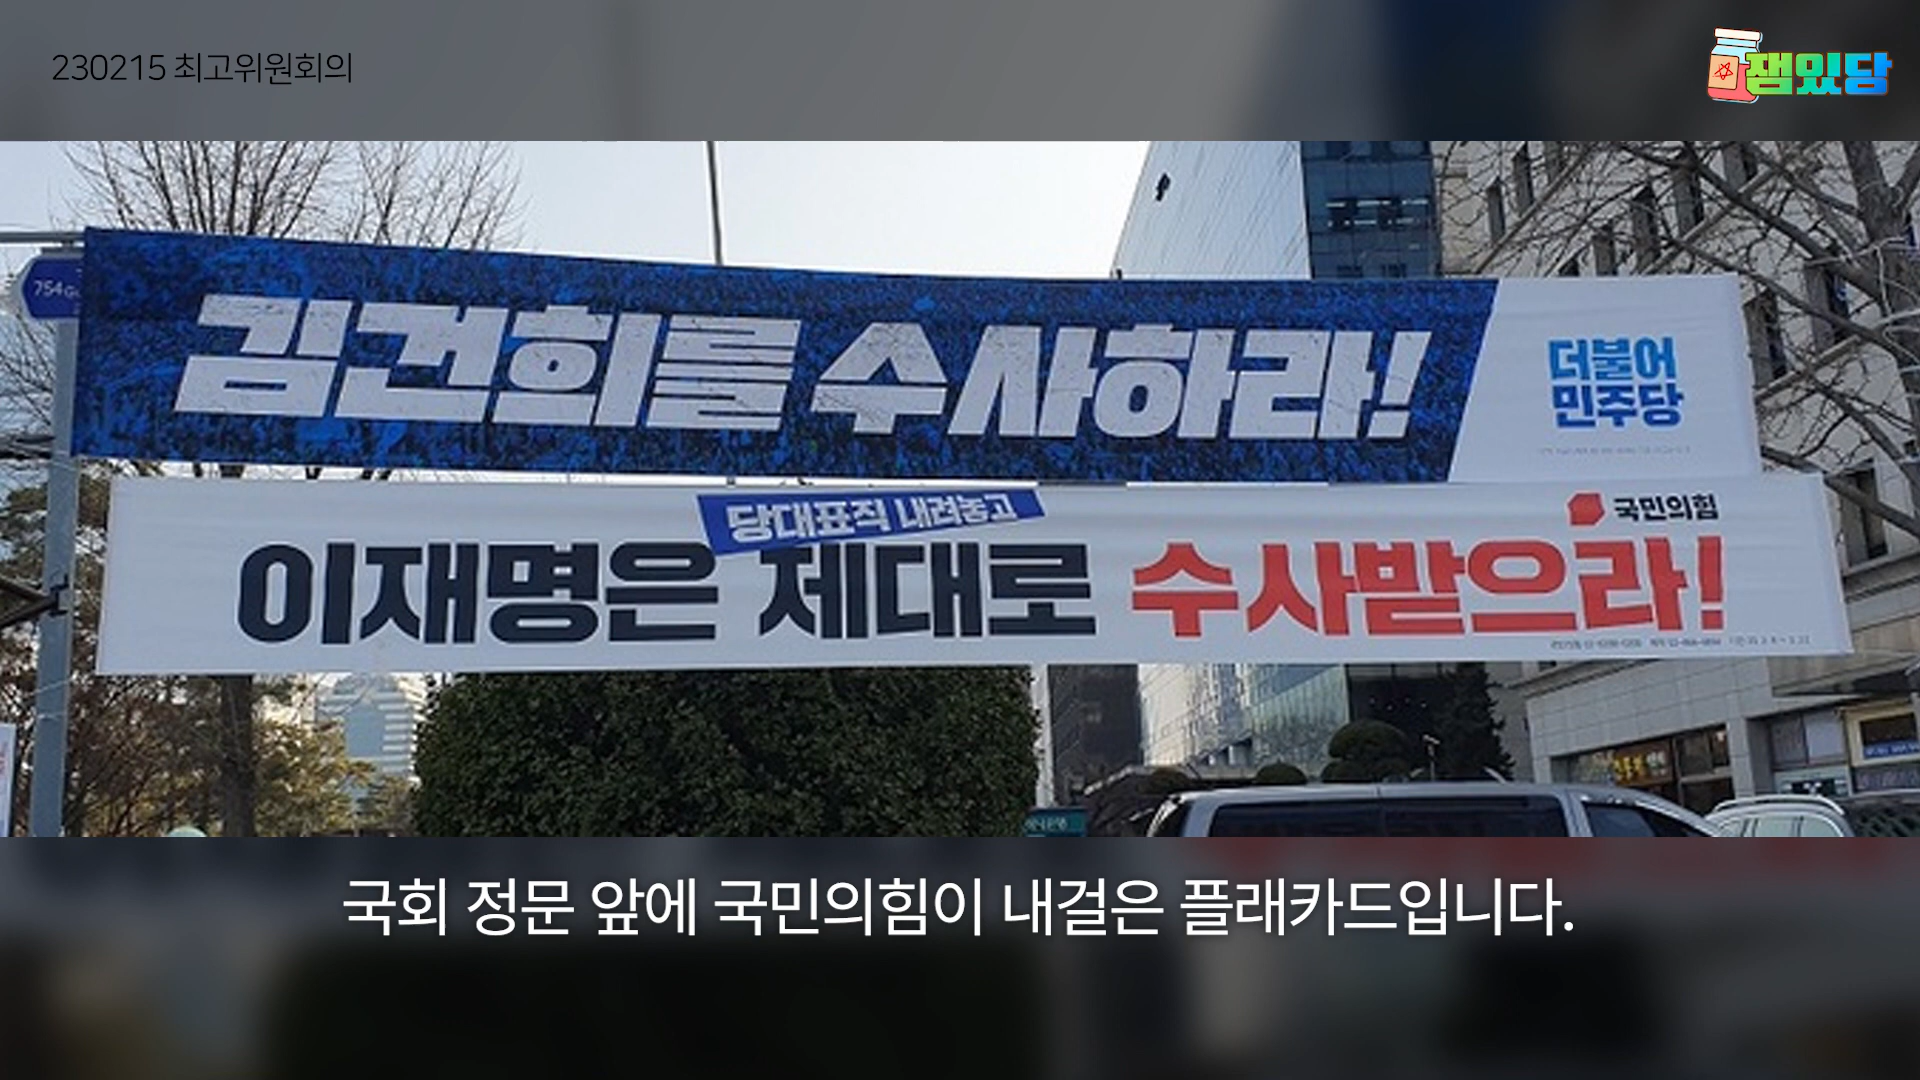 230215 최고위원회의
잼있당
754
김건희를 수사하라!
더불어
민주당
당대표직 내려놓고
국민의힘
이재명은 제대로 수사받으라!
국회 정문 앞에 국민의힘이 내걸은 플래카드입니다.